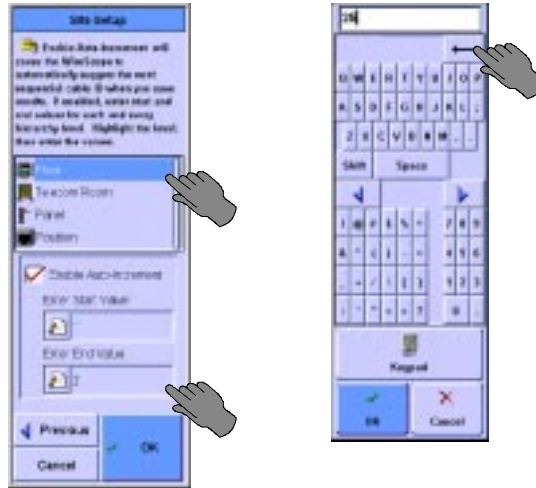 Site Setup
Enable Auto-Increment will
cause the WireScope to
automatically suggest the next
sequential cable ID when you save
results. If enabled, enter start and
end values for each and every
hierarchy level. Highlight the level,
then enter the values.
Floor
Telecom Room
Panel
Position
Enable Auto-Increment
Enter Start Value
Enter End Value
2
Previous
OK
Cancel
Q W E R T Y U I O P
A S D F G H J K L ;
Z X C V B N M , .
Shift Space
7 8 9
4 5 6
1 2 3
Keypad
OK
Cancel